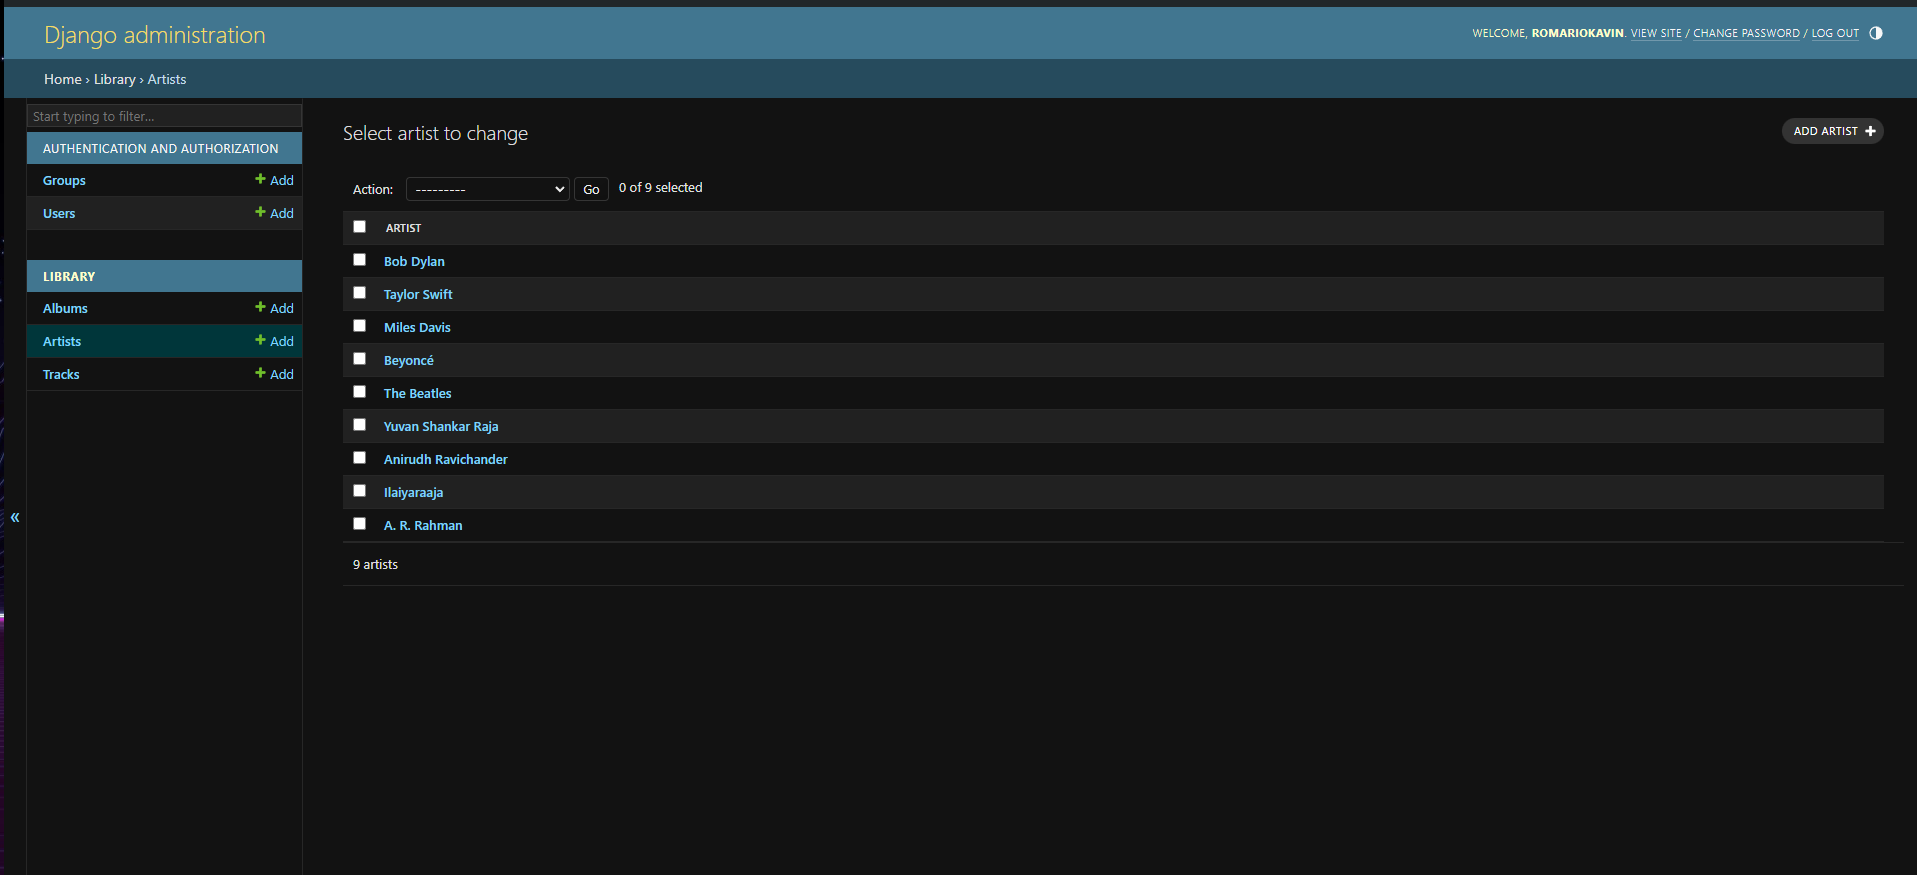 Django administration
WELCOME, ROMARIOKAVIN. VIEW SITE / CHANGE PASSWORD / LOG OUT
Home › Library › Artists
Start typing to filter...
AUTHENTICATION AND AUTHORIZATION
Groups + Add
Users + Add
LIBRARY
Albums + Add
Artists + Add
Tracks + Add
«
Select artist to change
ADD ARTIST +
Action: --------- Go 0 of 9 selected
ARTIST
Bob Dylan
Taylor Swift
Miles Davis
Beyoncé
The Beatles
Yuvan Shankar Raja
Anirudh Ravichander
Ilaiyaraaja
A. R. Rahman
9 artists